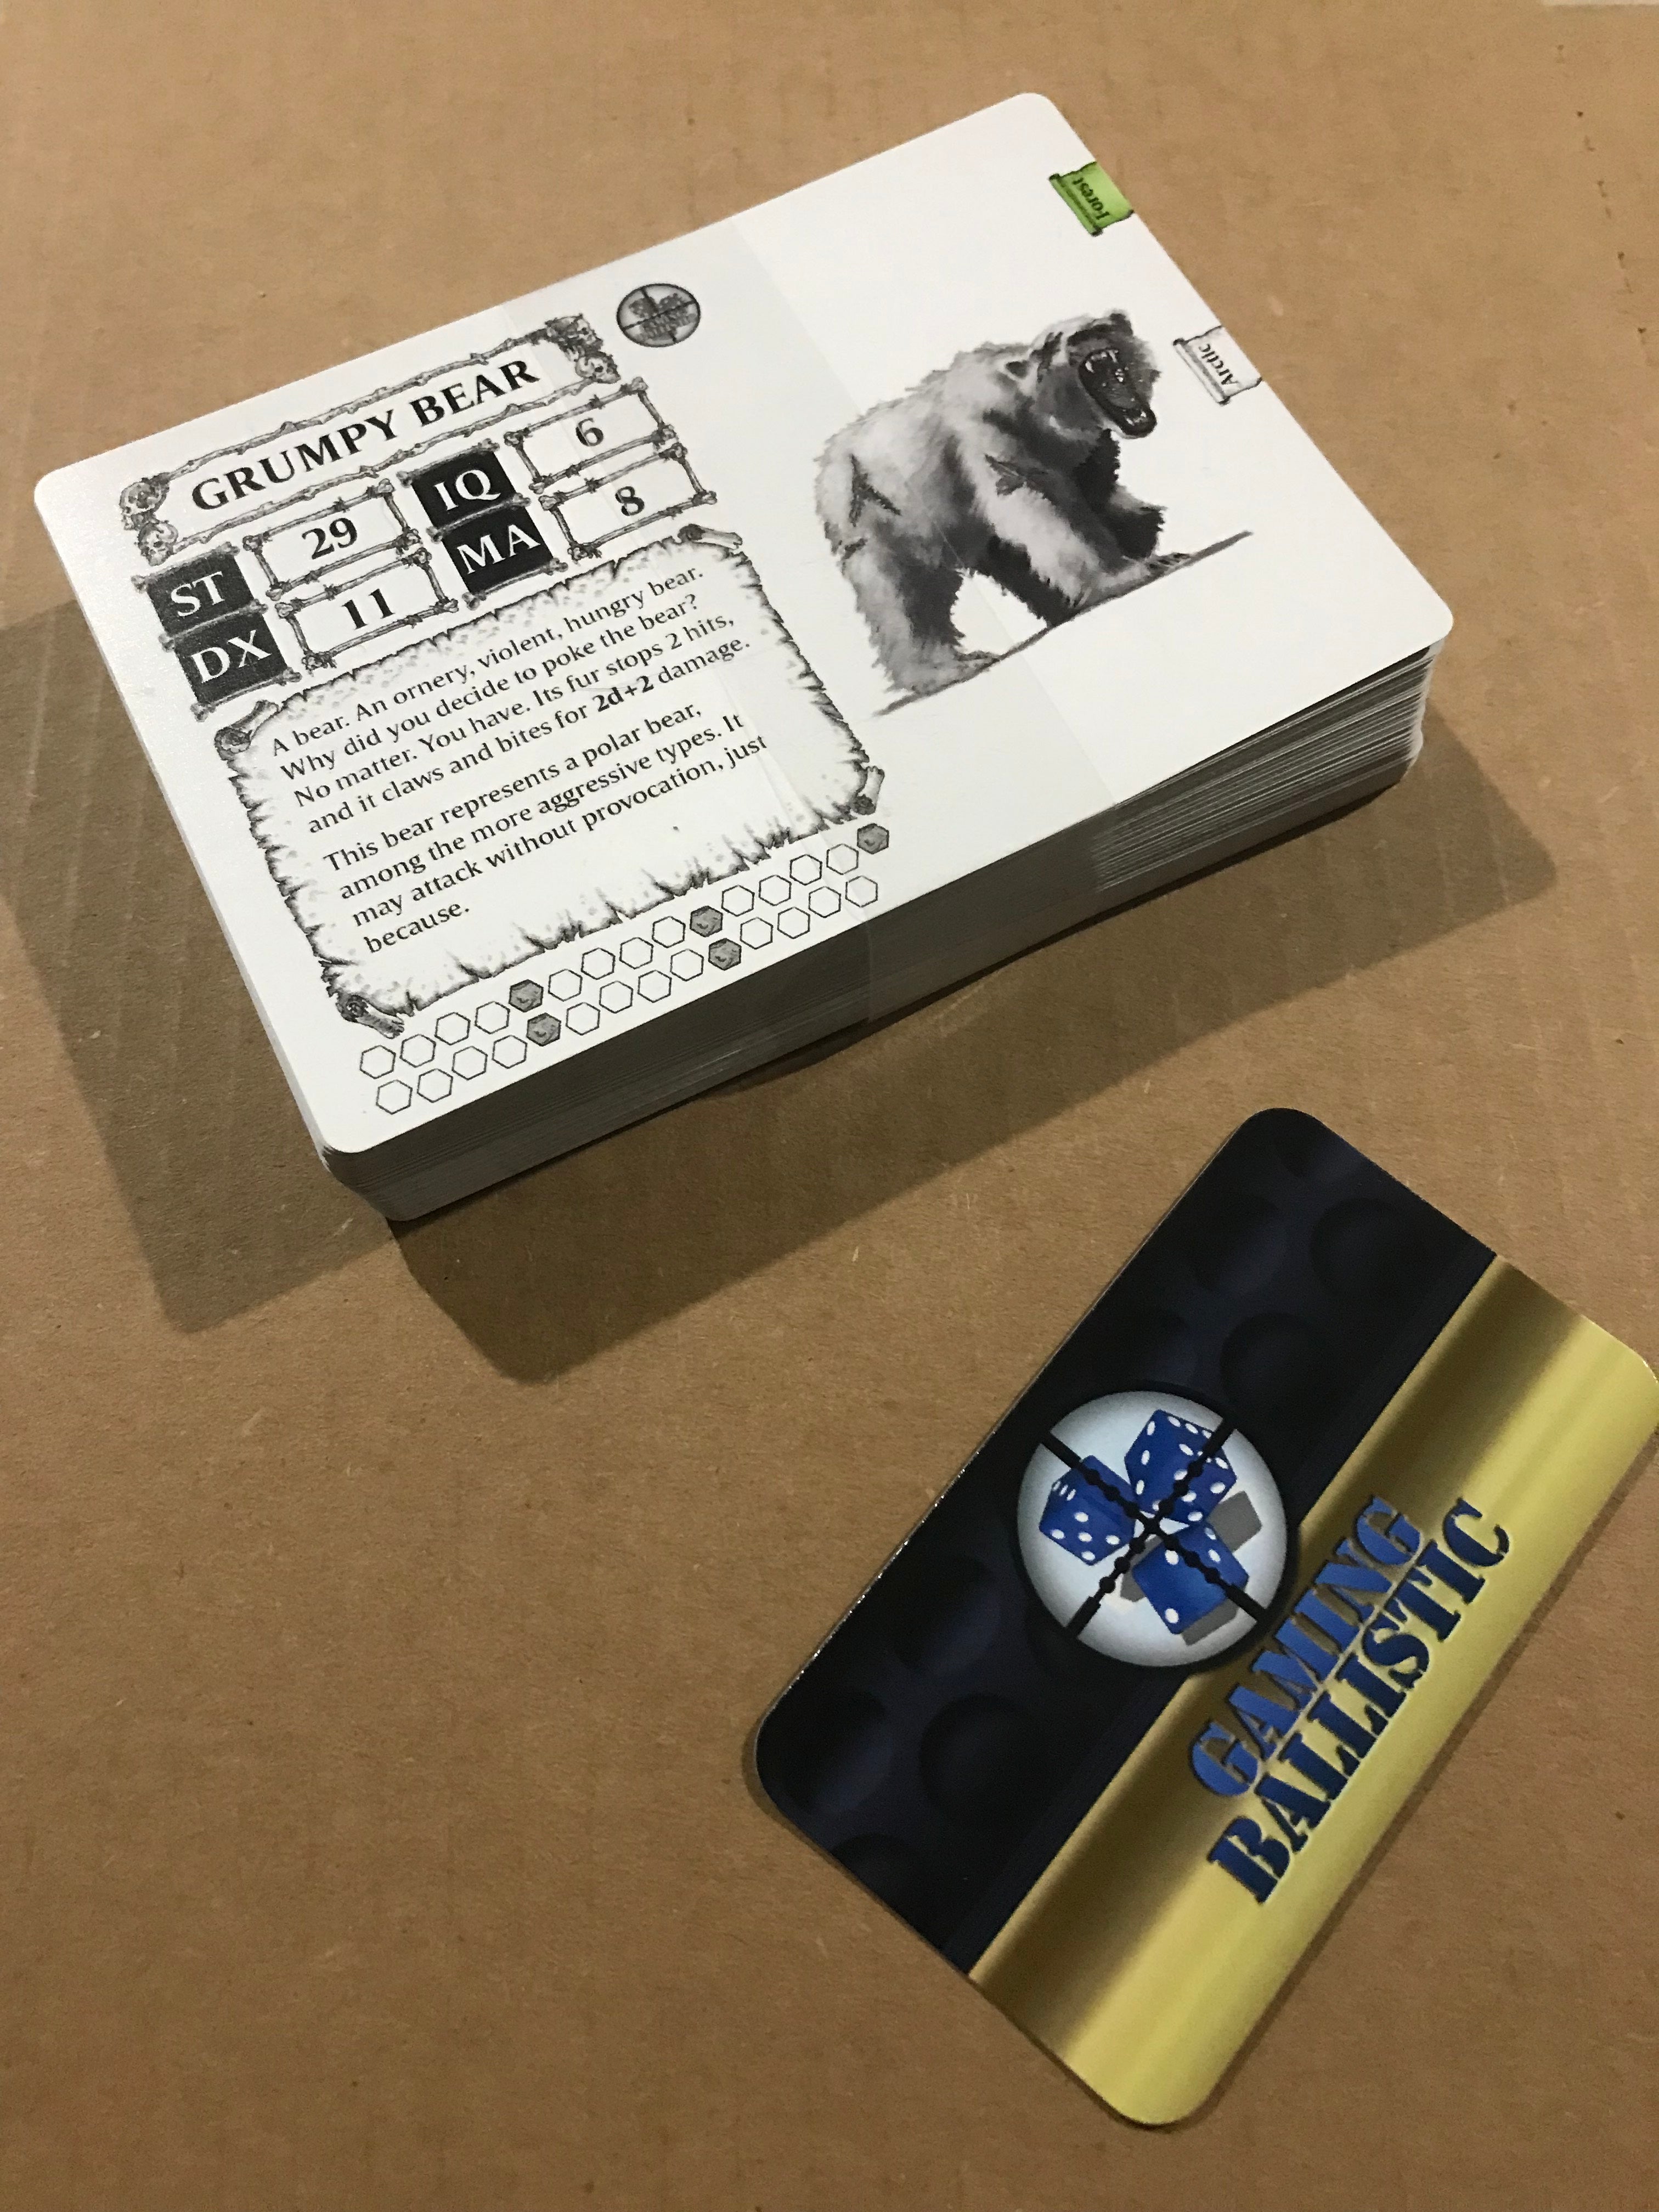 GRUMPY BEAR
ST 29 IQ 6
DX 11 MA 8
A bear. An ornery, violent, hungry bear.
Why did you decide to poke the bear?
No matter. You have. Its fur stops 2 hits,
and it claws and bites for 2d+2 damage.
This bear represents a polar bear,
among the more aggressive types. It
may attack without provocation, just
because.
Forest
Arctic
GAMING
BALLISTIC